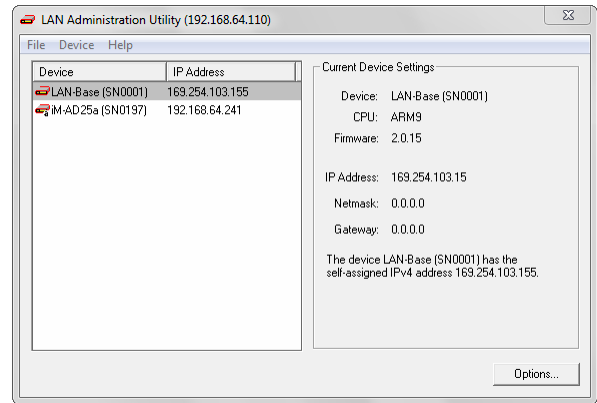 LAN Administration Utility (192.168.64.110)
File Device Help
Device IP Address
LAN-Base (SN0001) 169.254.103.155
iM-AD25a (SN0197) 192.168.64.241
Current Device Settings
Device: LAN-Base (SN0001)
CPU: ARM9
Firmware: 2.0.15
IP Address: 169.254.103.15
Netmask: 0.0.0.0
Gateway: 0.0.0.0
The device LAN-Base (SN0001) has the
self-assigned IPv4 address 169.254.103.155.
Options...